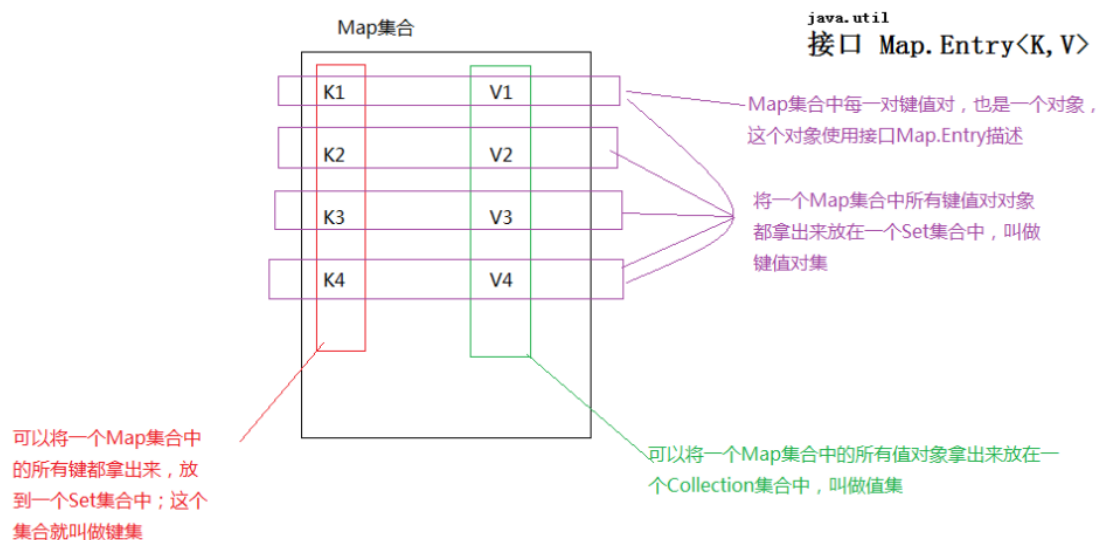 Map集合
java.util
接口 Map.Entry<K,V>
K1 V1
K2 V2
K3 V3
K4 V4
Map集合中每一对键值对，也是一个对象，
这个对象使用接口Map.Entry描述
将一个Map集合中所有键值对对象
都拿出来放在一个Set集合中，叫做
键值对集
可以将一个Map集合中
的所有键都拿出来，放
到一个Set集合中；这个
集合就叫做键集
可以将一个Map集合中的所有值对象拿出来放在一
个Collection集合中，叫做值集